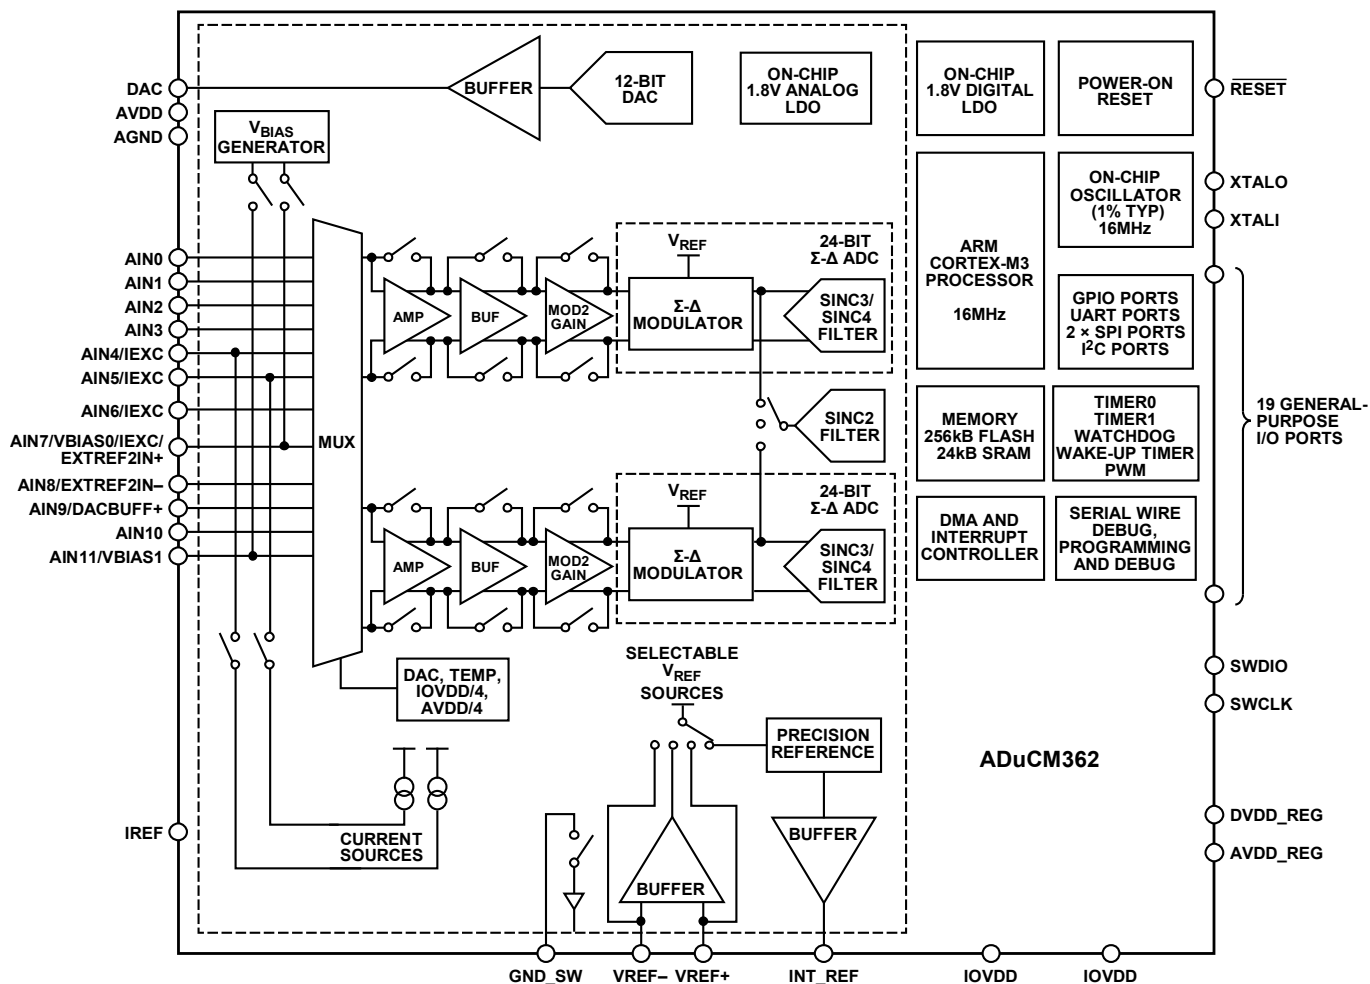 DAC
AVDD
AGND
BUFFER
12-BIT
DAC
ON-CHIP
1.8V ANALOG
LDO
ON-CHIP
1.8V DIGITAL
LDO
POWER-ON
RESET
RESET
VBIAS
GENERATOR
ARM
CORTEX-M3
PROCESSOR
16MHz
ON-CHIP
OSCILLATOR
(1% TYP)
16MHz
XTALO
XTALI
AIN0
AIN1
AIN2
AIN3
AIN4/IEXC
AIN5/IEXC
AIN6/IEXC
AIN7/VBIAS0/IEXC/
EXTREF2IN+
AIN8/EXTREF2IN–
AIN9/DACBUFF+
AIN10
AIN11/VBIAS1
MUX
AMP
BUF
MOD2
GAIN
VREF
Σ-Δ
MODULATOR
24-BIT
Σ-Δ ADC
SINC3/
SINC4
FILTER
GPIO PORTS
UART PORTS
2 × SPI PORTS
I2C PORTS
SINC2
FILTER
MEMORY
256kB FLASH
24kB SRAM
TIMER0
TIMER1
WATCHDOG
WAKE-UP TIMER
PWM
19 GENERAL-
PURPOSE
I/O PORTS
AMP
BUF
MOD2
GAIN
VREF
Σ-Δ
MODULATOR
24-BIT
Σ-Δ ADC
SINC3/
SINC4
FILTER
DMA AND
INTERRUPT
CONTROLLER
SERIAL WIRE
DEBUG,
PROGRAMMING
AND DEBUG
DAC, TEMP,
IOVDD/4,
AVDD/4
SELECTABLE
VREF
SOURCES
PRECISION
REFERENCE
ADuCM362
SWDIO
SWCLK
IREF
CURRENT
SOURCES
BUFFER
BUFFER
DVDD_REG
AVDD_REG
GND_SW
VREF–
VREF+
INT_REF
IOVDD
IOVDD